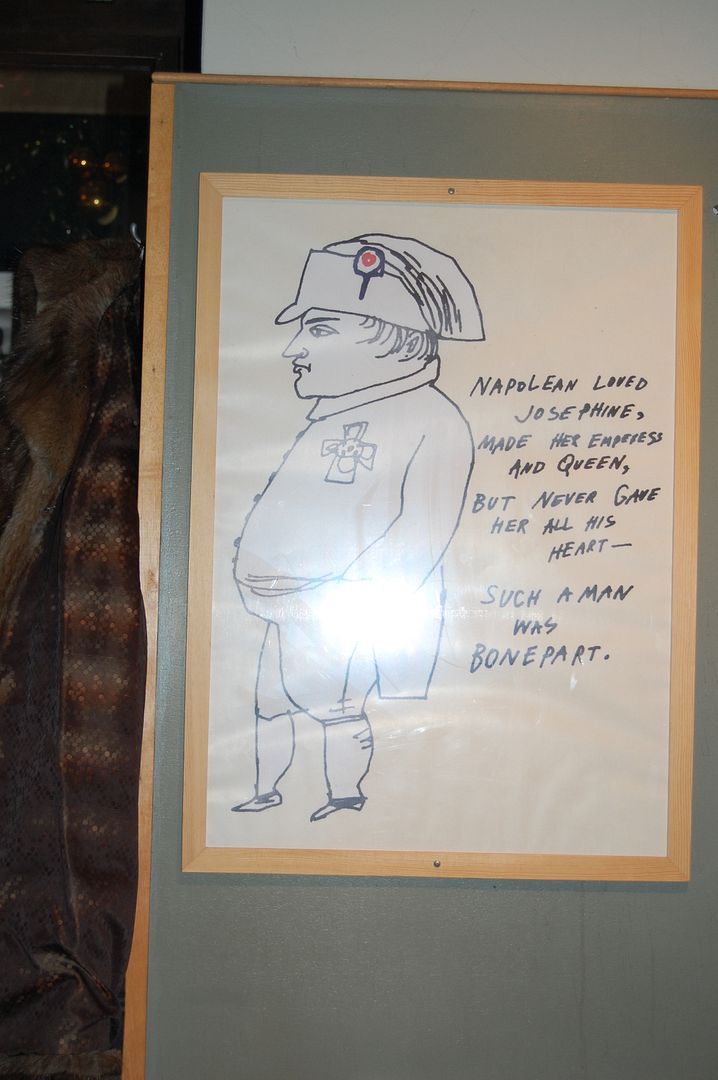 NAPOLEAN LOVED
JOSEPHINE,
MADE HER EMPERESS
AND QUEEN,
BUT NEVER GAVE
HER ALL HIS
HEART—
SUCH A MAN
WAS
BONEPART.